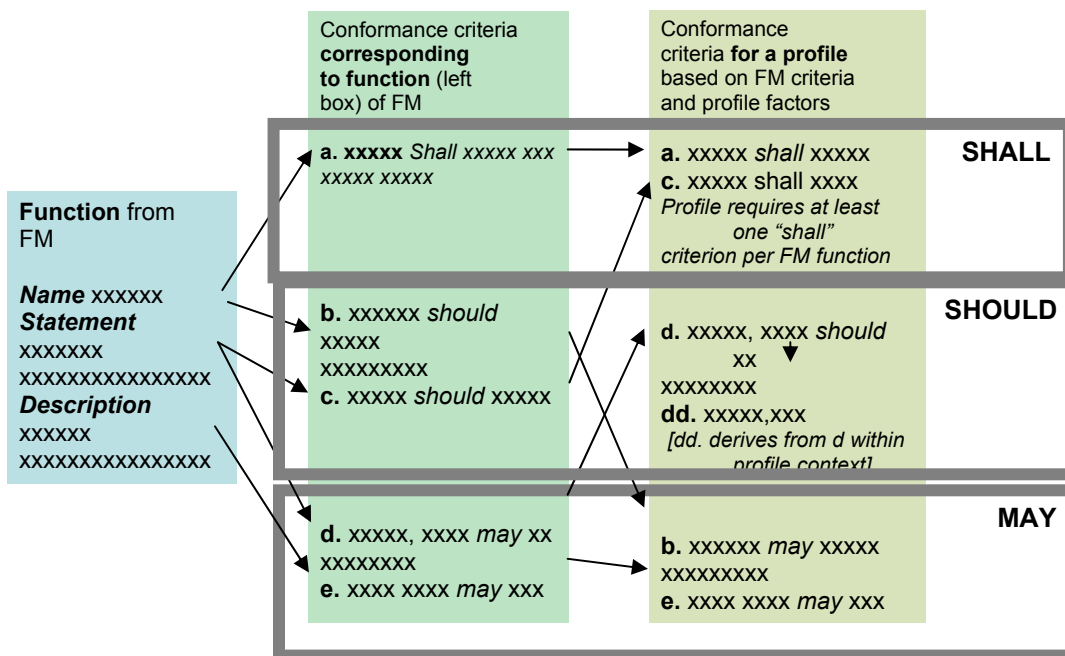 Conformance criteria
corresponding
to function (left
box) of FM
Conformance
criteria for a profile
based on FM criteria
and profile factors
SHALL
a. xxxxx Shall xxxxx xxx
xxxxx xxxxx
a. xxxxx shall xxxxx
c. xxxxx shall xxxx
Profile requires at least
one “shall”
criterion per FM function
Function from
FM
Name xxxxxx
Statement
xxxxxxx
xxxxxxxxxxxxxxxx
Description
xxxxxx
xxxxxxxxxxxxxxxx
SHOULD
b. xxxxxx should
xxxxx
xxxxxxxxx
c. xxxxx should xxxxx
d. xxxxx, xxxx should
xx
xxxxxxxx
dd. xxxxx,xxx
[dd. derives from d within
profile context]
MAY
d. xxxxx, xxxx may xx
xxxxxxxx
e. xxxx xxxx may xxx
b. xxxxxx may xxxxx
xxxxxxxxx
e. xxxx xxxx may xxx